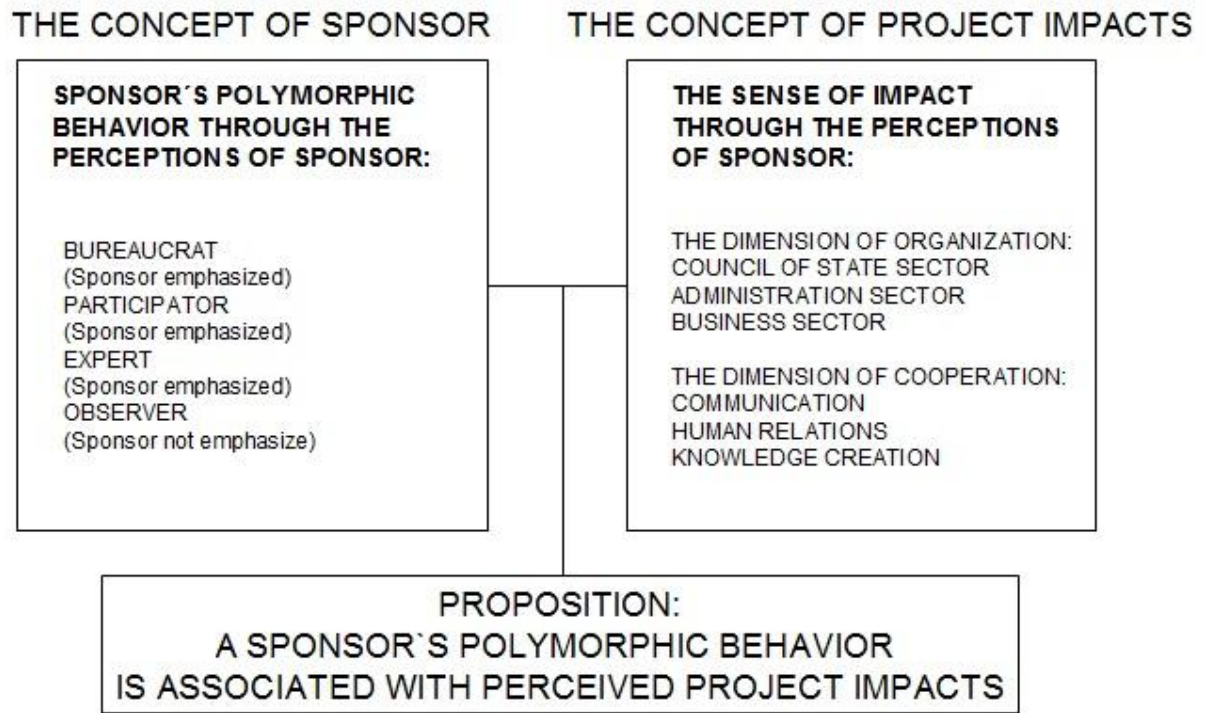 THE CONCEPT OF SPONSOR
SPONSOR´S POLYMORPHIC
BEHAVIOR THROUGH THE
PERCEPTIONS OF SPONSOR:
BUREAUCRAT
(Sponsor emphasized)
PARTICIPATOR
(Sponsor emphasized)
EXPERT
(Sponsor emphasized)
OBSERVER
(Sponsor not emphasize)
THE CONCEPT OF PROJECT IMPACTS
THE SENSE OF IMPACT
THROUGH THE PERCEPTIONS
OF SPONSOR:
THE DIMENSION OF ORGANIZATION:
COUNCIL OF STATE SECTOR
ADMINISTRATION SECTOR
BUSINESS SECTOR
THE DIMENSION OF COOPERATION:
COMMUNICATION
HUMAN RELATIONS
KNOWLEDGE CREATION
PROPOSITION:
A SPONSOR`S POLYMORPHIC BEHAVIOR
IS ASSOCIATED WITH PERCEIVED PROJECT IMPACTS